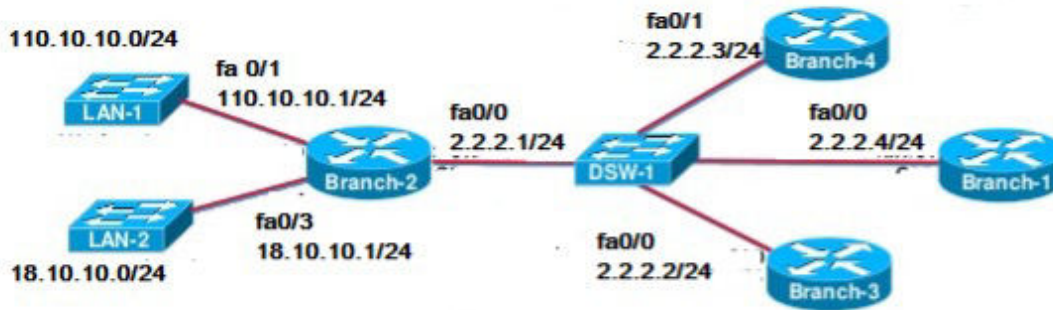 110.10.10.0/24
LAN-1
fa 0/1
110.10.10.1/24
Branch-2
LAN-2
18.10.10.0/24
fa0/3
18.10.10.1/24
fa0/0
2.2.2.1/24
DSW-1
fa0/1
2.2.2.3/24
Branch-4
fa0/0
2.2.2.4/24
Branch-1
fa0/0
2.2.2.2/24
Branch-3